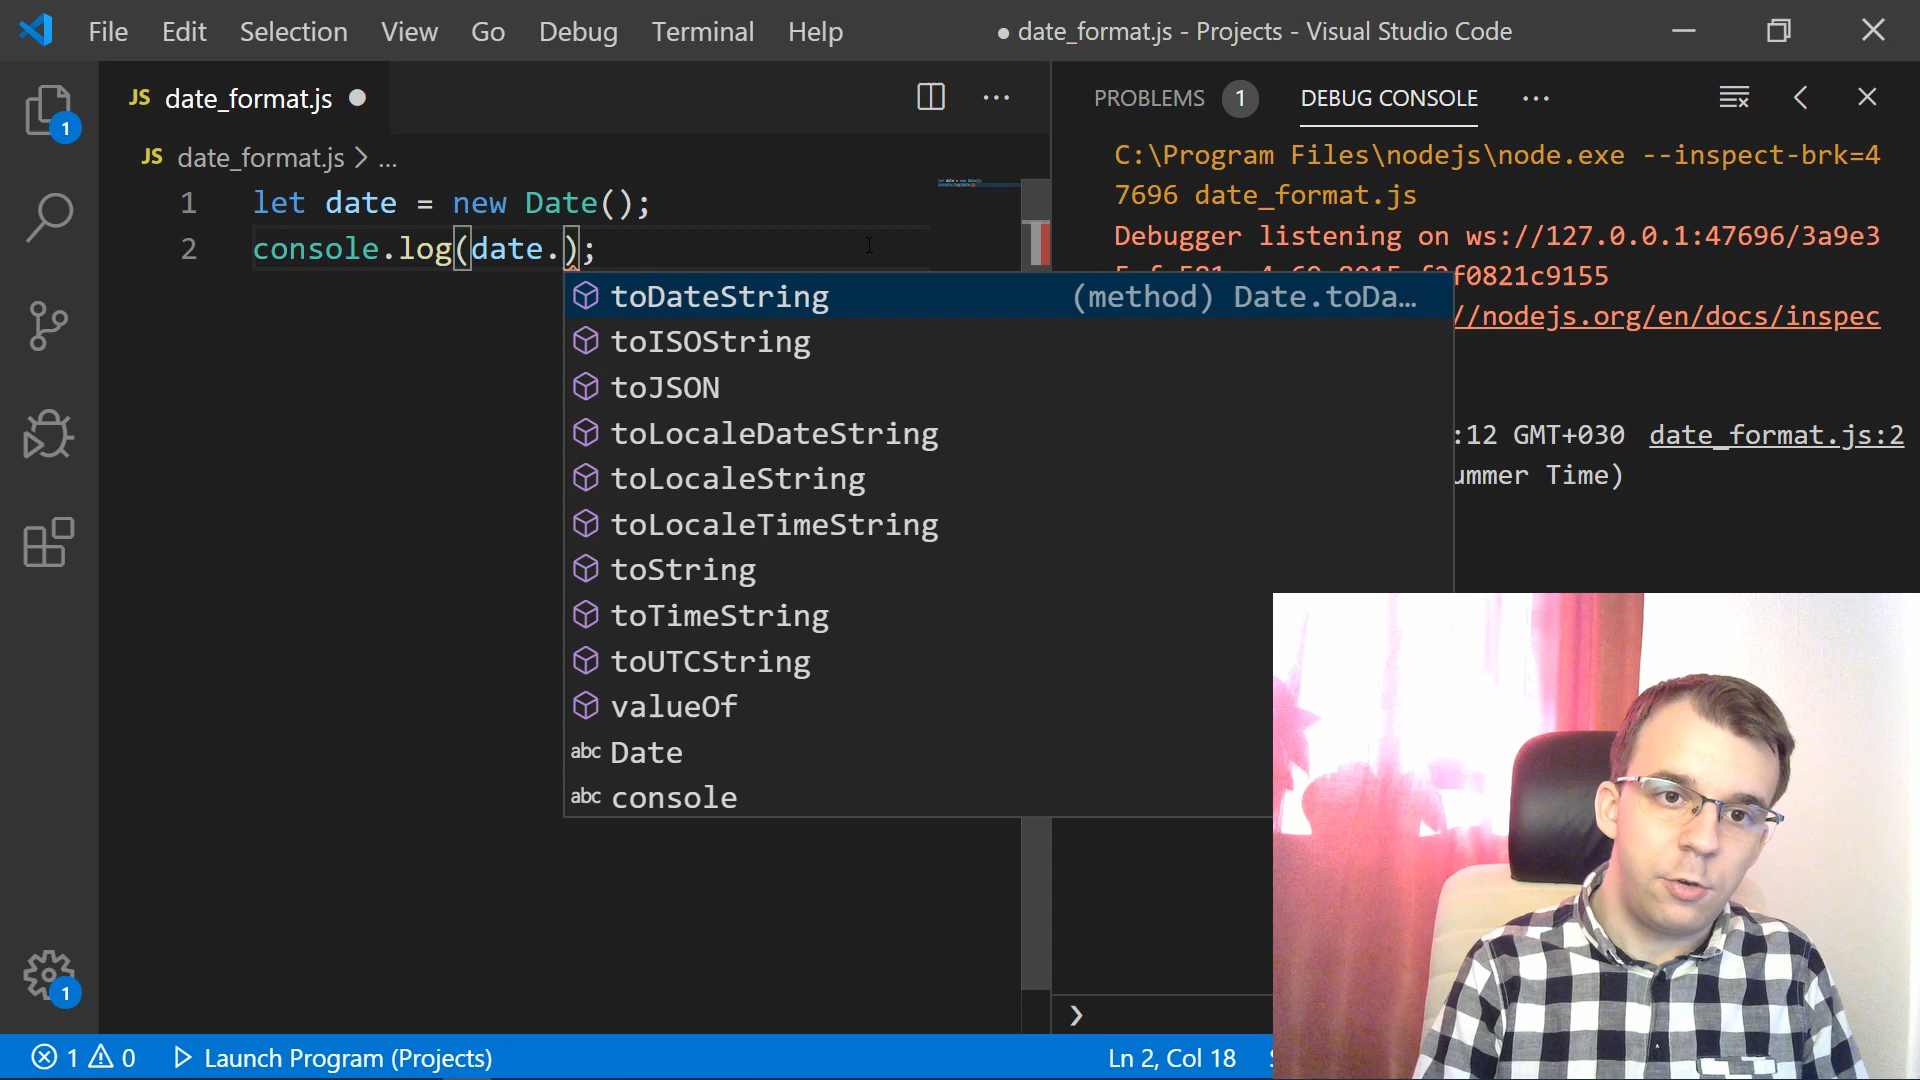 File Edit Selection View Go Debug Terminal Help
● date_format.js - Projects - Visual Studio Code
JS date_format.js ●
PROBLEMS 1 DEBUG CONSOLE ...
JS date_format.js > ...
1 let date = new Date();
2 console.log(date.);
toDateString (method) Date.toDa…
toISOString
toJSON
toLocaleDateString
toLocaleString
toLocaleTimeString
toString
toTimeString
toUTCString
valueOf
abc Date
abc console
C:\Program Files\nodejs\node.exe --inspect-brk=4
7696 date_format.js
Debugger listening on ws://127.0.0.1:47696/3a9e3
f0821c9155
//nodejs.org/en/docs/inspec
:12 GMT+030 date_format.js:2
ummer Time)
1
1
1 0 Launch Program (Projects)
Ln 2, Col 18